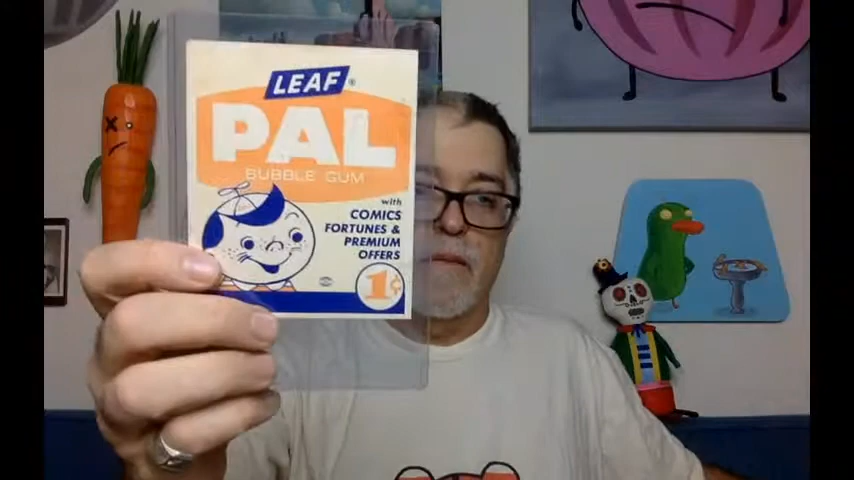 LEAF®
PAL
BUBBLE GUM
with
COMICS
FORTUNES &
PREMIUM
OFFERS
1¢